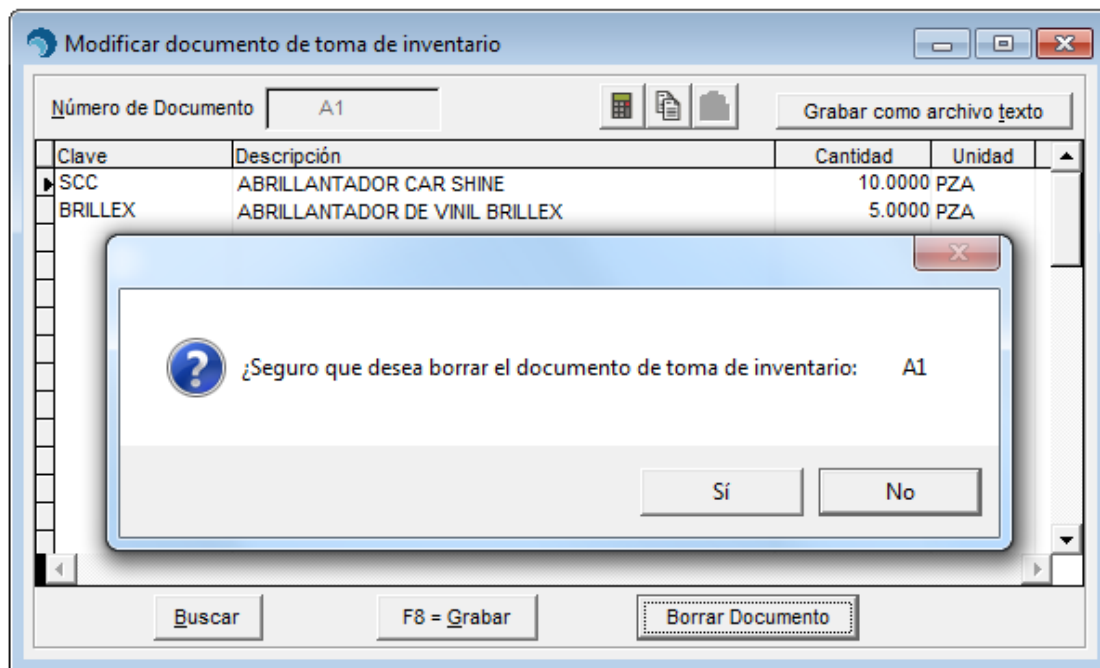 Modificar documento de toma de inventario
Número de Documento A1 Grabar como archivo texto
Clave Descripción Cantidad Unidad
SCC ABRILLANTADOR CAR SHINE 10.0000 PZA
BRILLEX ABRILLANTADOR DE VINIL BRILLEX 5.0000 PZA
¿Seguro que desea borrar el documento de toma de inventario: A1
Sí No
Buscar F8 = Grabar Borrar Documento